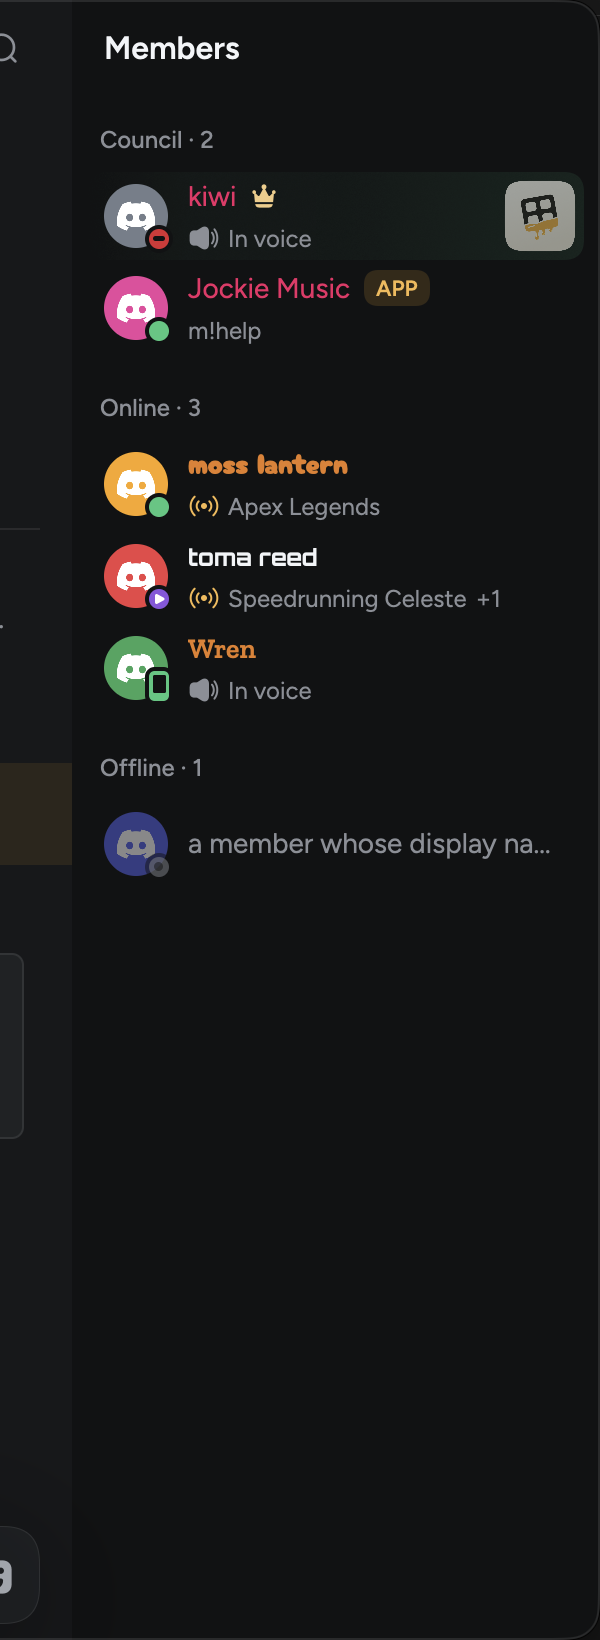 Members
Council · 2
kiwi
In voice
Jockie Music APP
m!help
Online · 3
moss lantern
Apex Legends
toma reed
Speedrunning Celeste +1
Wren
In voice
Offline · 1
a member whose display na...